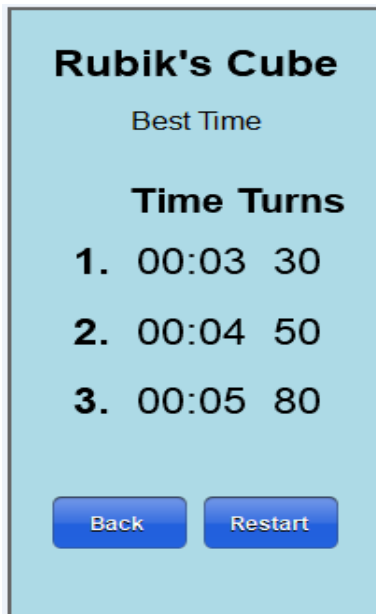 Rubik's Cube
Best Time
Time Turns
1. 00:03 30
2. 00:04 50
3. 00:05 80
Back Restart